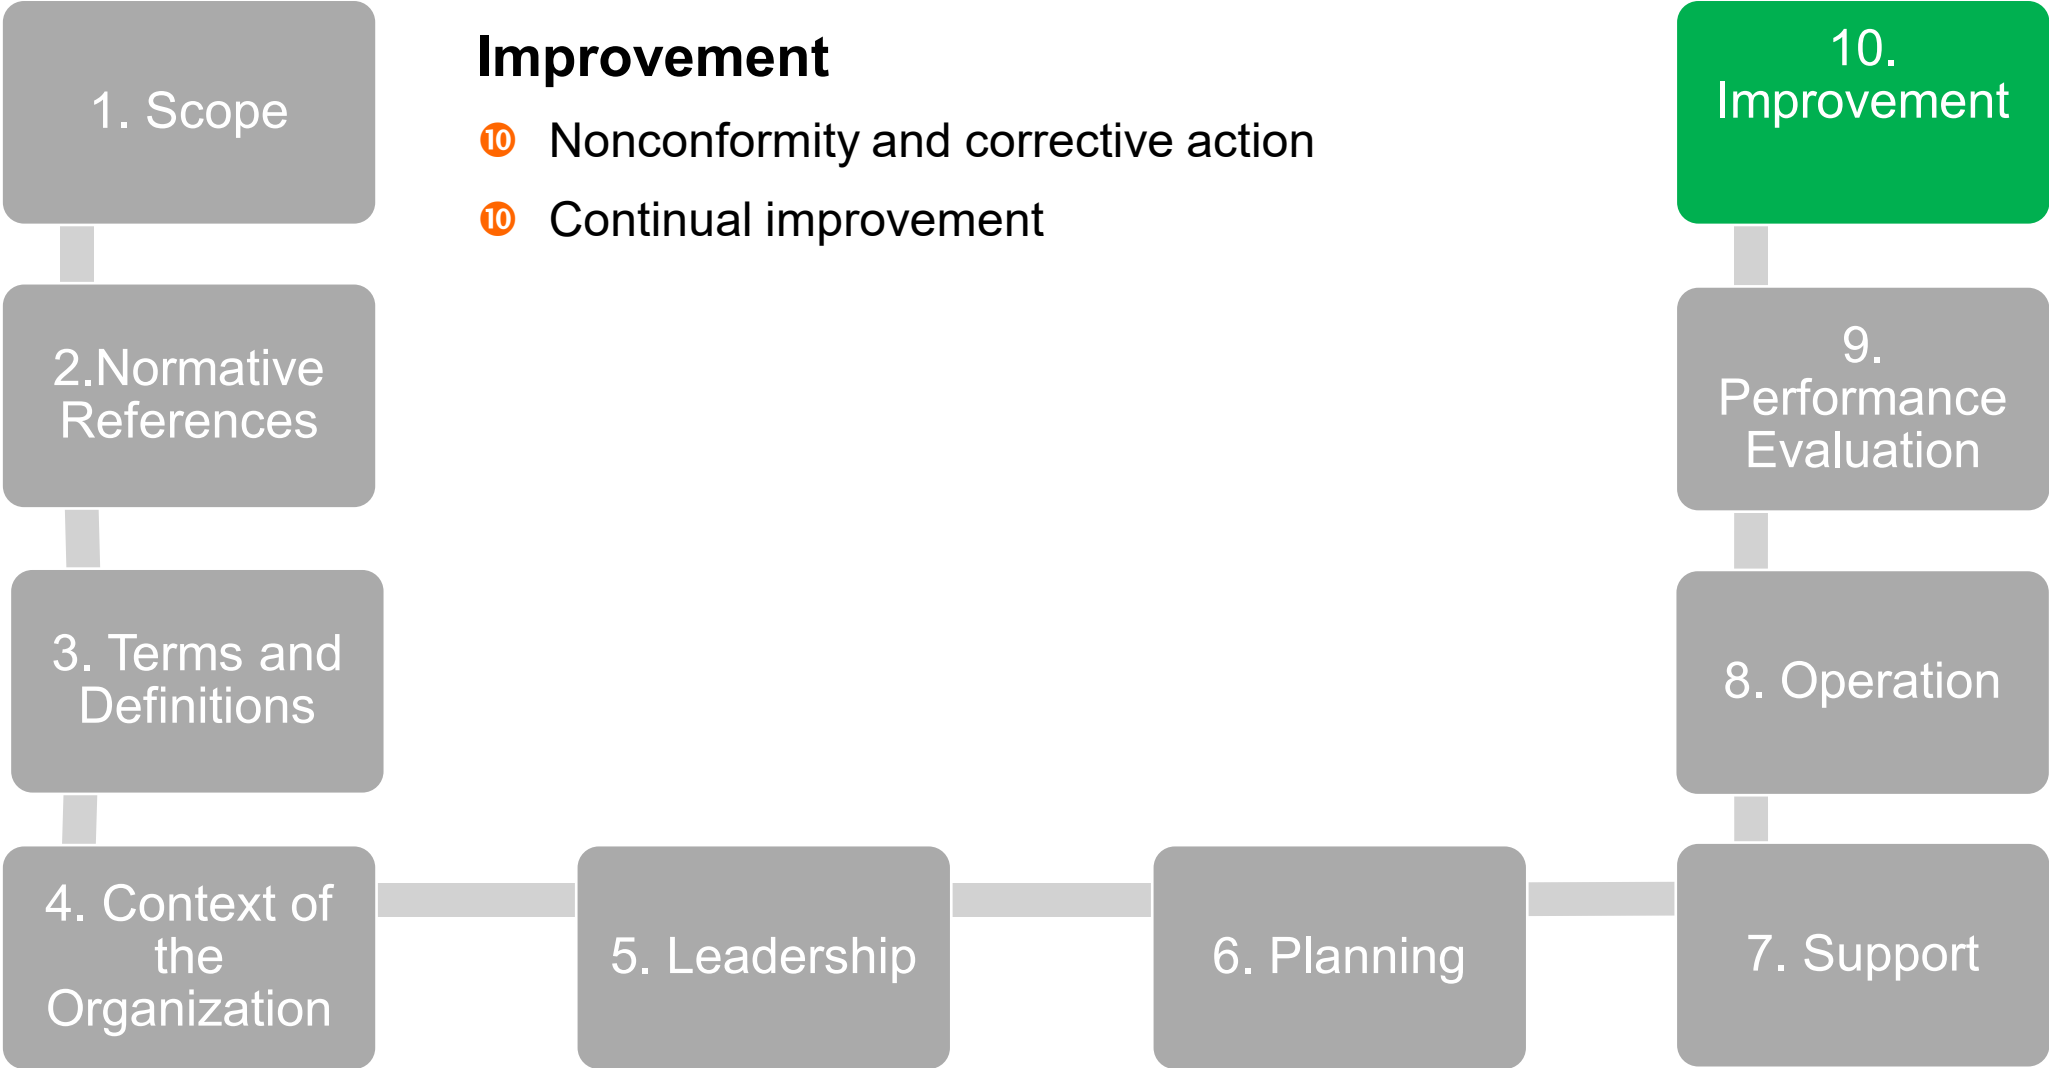 Improvement
❿ Nonconformity and corrective action
❿ Continual improvement
1. Scope
2.Normative
References
3. Terms and
Definitions
4. Context of
the
Organization
5. Leadership
6. Planning
7. Support
8. Operation
9.
Performance
Evaluation
10.
Improvement